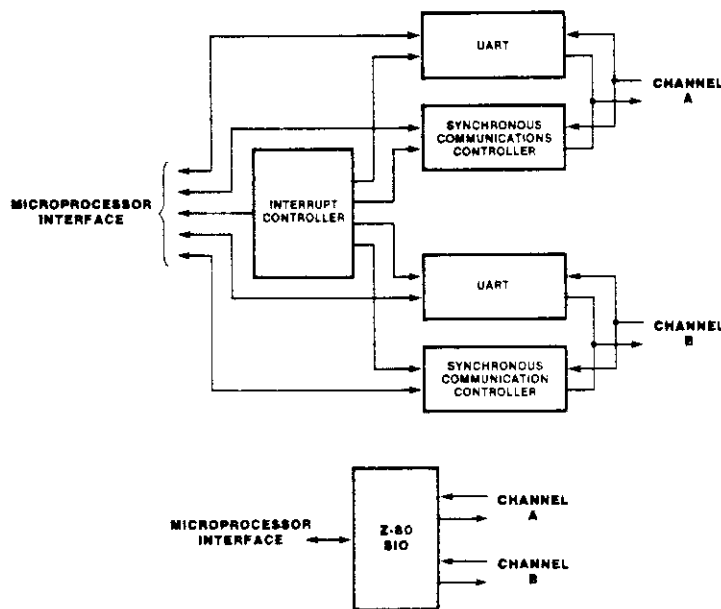 UART
CHANNEL
A
SYNCHRONOUS
COMMUNICATIONS
CONTROLLER
MICROPROCESSOR
INTERFACE
INTERRUPT
CONTROLLER
UART
CHANNEL
B
SYNCHRONOUS
COMMUNICATION
CONTROLLER
MICROPROCESSOR
INTERFACE
Z-80
SIO
CHANNEL
A
CHANNEL
B